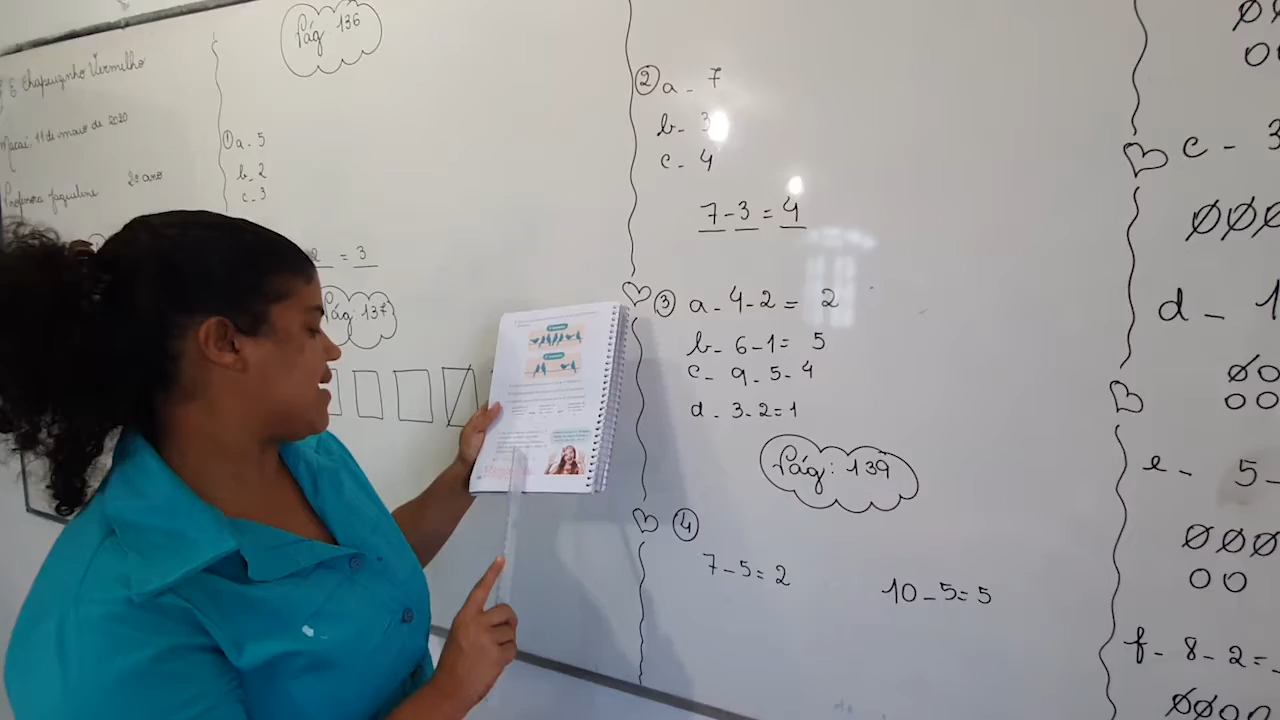 E Chapeuzinho Vermelho
Macaé, 11 de maio de 2020
Professora Jaqueline 2º ano
Pág 136
① a - 5
b - 2
c - 3
2 = 3
Pág: 137
② a - 7
b - 3
c - 4
7 - 3 = 4
③ a - 4 - 2 = 2
b - 6 - 1 = 5
c - 9 - 5 - 4
d - 3 - 2 = 1
Pág: 139
④
7 - 5 = 2
10 - 5 = 5
c - 3
d - 1
e - 5 -
f - 8 - 2 =